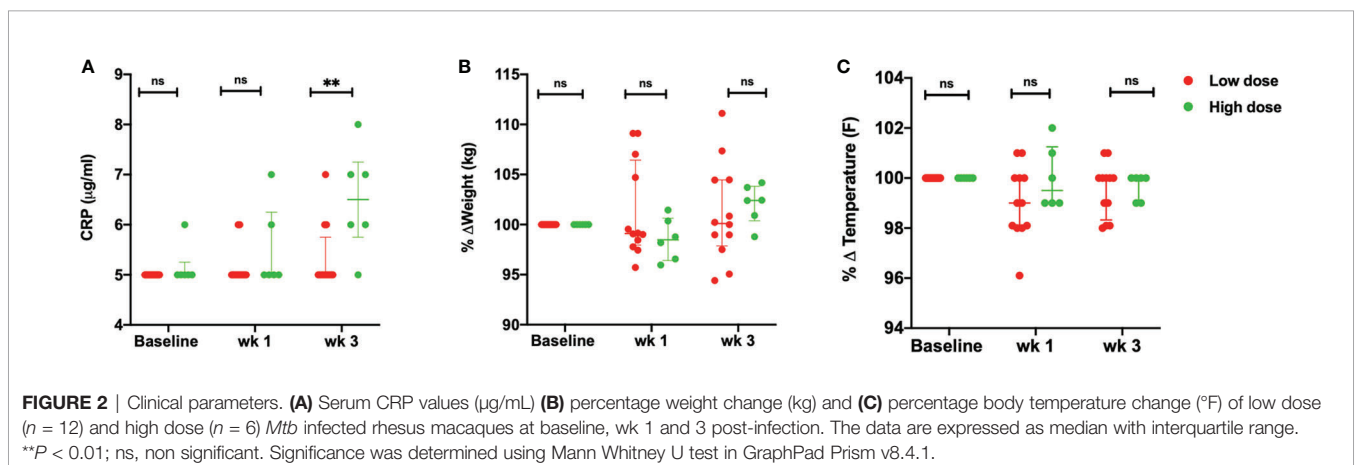 A
B
C
ns
ns
**
ns
ns
ns
ns
ns
ns
Low dose
High dose
CRP (µg/ml)
9
8
7
6
5
4
Baseline
wk 1
wk 3
% ΔWeight (kg)
115
110
105
100
95
90
Baseline
wk 1
wk 3
% Δ Temperature (F)
104
102
100
98
96
94
Baseline
wk 1
wk 3
FIGURE 2 | Clinical parameters. (A) Serum CRP values (µg/mL) (B) percentage weight change (kg) and (C) percentage body temperature change (°F) of low dose
(n = 12) and high dose (n = 6) Mtb infected rhesus macaques at baseline, wk 1 and 3 post-infection. The data are expressed as median with interquartile range.
**P < 0.01; ns, non significant. Significance was determined using Mann Whitney U test in GraphPad Prism v8.4.1.